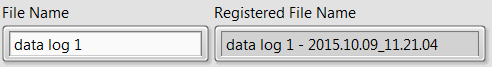 File Name
Registered File Name
data log 1
data log 1 - 2015.10.09_11.21.04